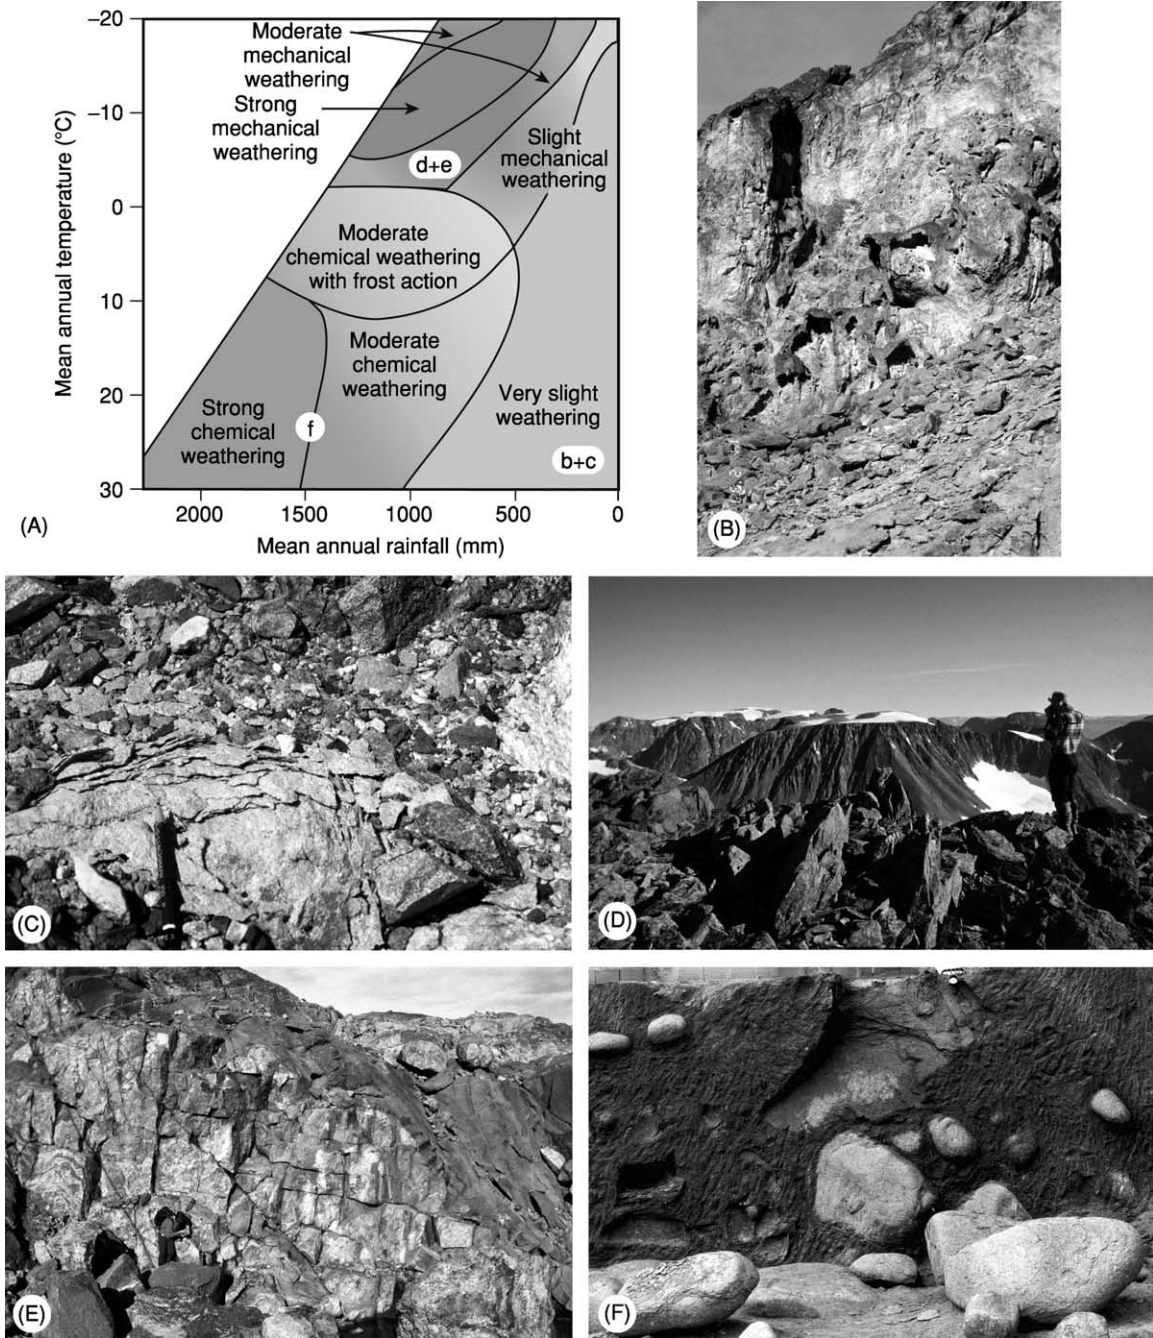 −20
Moderate
mechanical
weathering
−10
Strong
mechanical
weathering
Slight
mechanical
weathering
d+e
0
Moderate
chemical weathering
with frost action
10
Moderate
chemical
weathering
20
Strong
chemical
weathering
f
Very slight
weathering
b+c
30
2000
1500
1000
500
0
Mean annual temperature (°C)
Mean annual rainfall (mm)
(A)
(B)
(C)
(D)
(E)
(F)